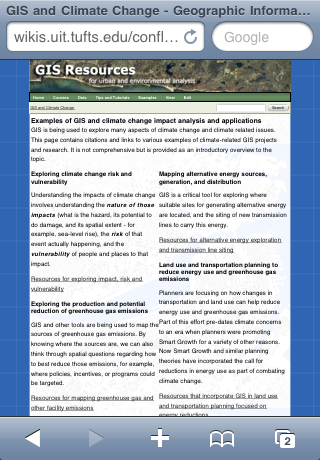 GIS and Climate Change - Geographic Informa...
wikis.uit.tufts.edu/confl...
Google
GIS Resources
for urban and environmental analysis
Home Courses Data Tips and Tutorials Examples View Edit
GIS and Climate Change
Search
Examples of GIS and climate change impact analysis and applications
GIS is being used to explore many aspects of climate change and climate related issues.
This page contains citations and links to various examples of climate-related GIS projects
and research. It is not comprehensive but is provided as an introductory overview to the
topic.
Exploring climate change risk and
vulnerability
Understanding the impacts of climate change
involves understanding the nature of those
impacts (what is the hazard, its potential to
do damage, and its spatial extent - for
example, sea-level rise), the risk of that
event actually happening, and the
vulnerability of people and places to that
impact.
Resources for exploring impact, risk and
vulnerability
Exploring the production and potential
reduction of greenhouse gas emissions
GIS and other tools are being used to map the
sources of greenhouse gas emissions. By
knowing where the sources are, we can also
think through spatial questions regarding how
to best reduce those emissions, for example,
where policies, incentives, or programs could
be targeted.
Resources for mapping greenhouse gas and
other facility emissions
Mapping alternative energy sources,
generation, and distribution
GIS is a critical tool for exploring where
suitable sites for generating alternative energy
are located, and the siting of new transmission
lines to carry this energy.
Resources for alternative energy exploration
and transmission line siting
Land use and transportation planning to
reduce energy use and greenhouse gas
emissions
Planners are focusing on how changes in
transportation and land use can help reduce
energy use and greenhouse gas emissions.
Part of this effort pre-dates climate concerns
to an era when planners were promoting
Smart Growth for a variety of other reasons.
Now Smart Growth and similar planning
theories have incorporated the call for
reductions in energy use as part of combating
climate change.
Resources that incorporate GIS in land use
and transportation planning focused on
energy reductions
2